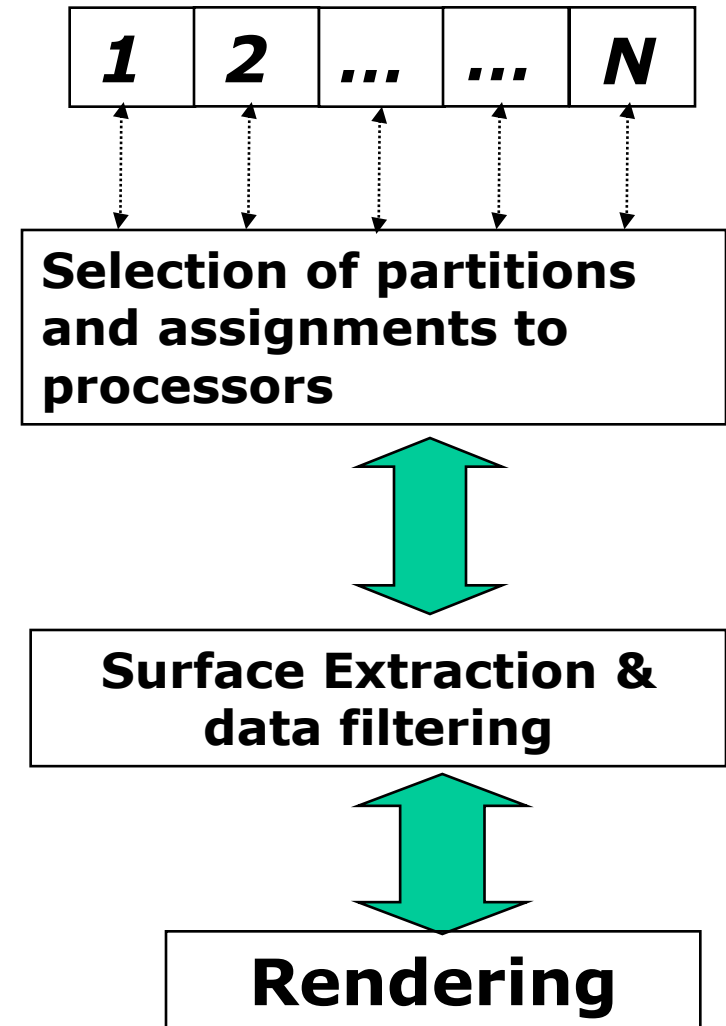 1 2 ... ... N
Selection of partitions
and assignments to
processors
Surface Extraction &
data filtering
Rendering